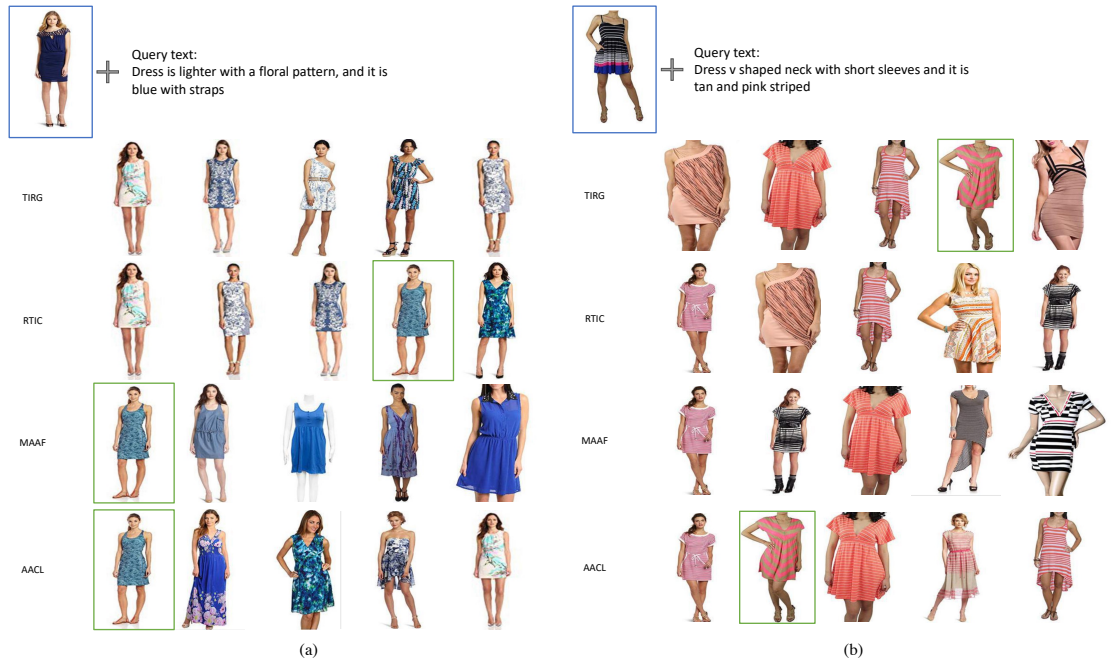 Query text:
Dress is lighter with a floral pattern, and it is
blue with straps
TIRG
RTIC
MAAF
AACL
(a)
Query text:
Dress v shaped neck with short sleeves and it is
tan and pink striped
TIRG
RTIC
MAAF
AACL
(b)